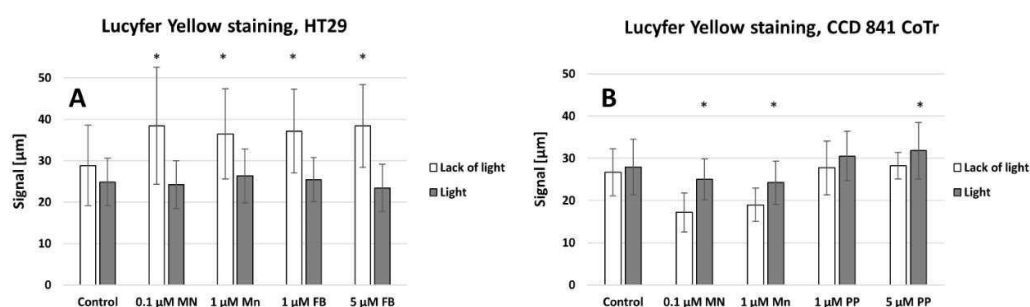 Lucyfer Yellow staining, HT29
* * * *
50
40
30
20
10
0
Signal [µm]
A
Lack of light
Light
Control 0.1 µM MN 1 µM Mn 1 µM FB 5 µM FB
Lucyfer Yellow staining, CCD 841 CoTr
50
40
30
20
10
0
Signal [µm]
B
* * *
Lack of light
Light
Control 0.1 µM MN 1 µM Mn 1 µM PP 5 µM PP